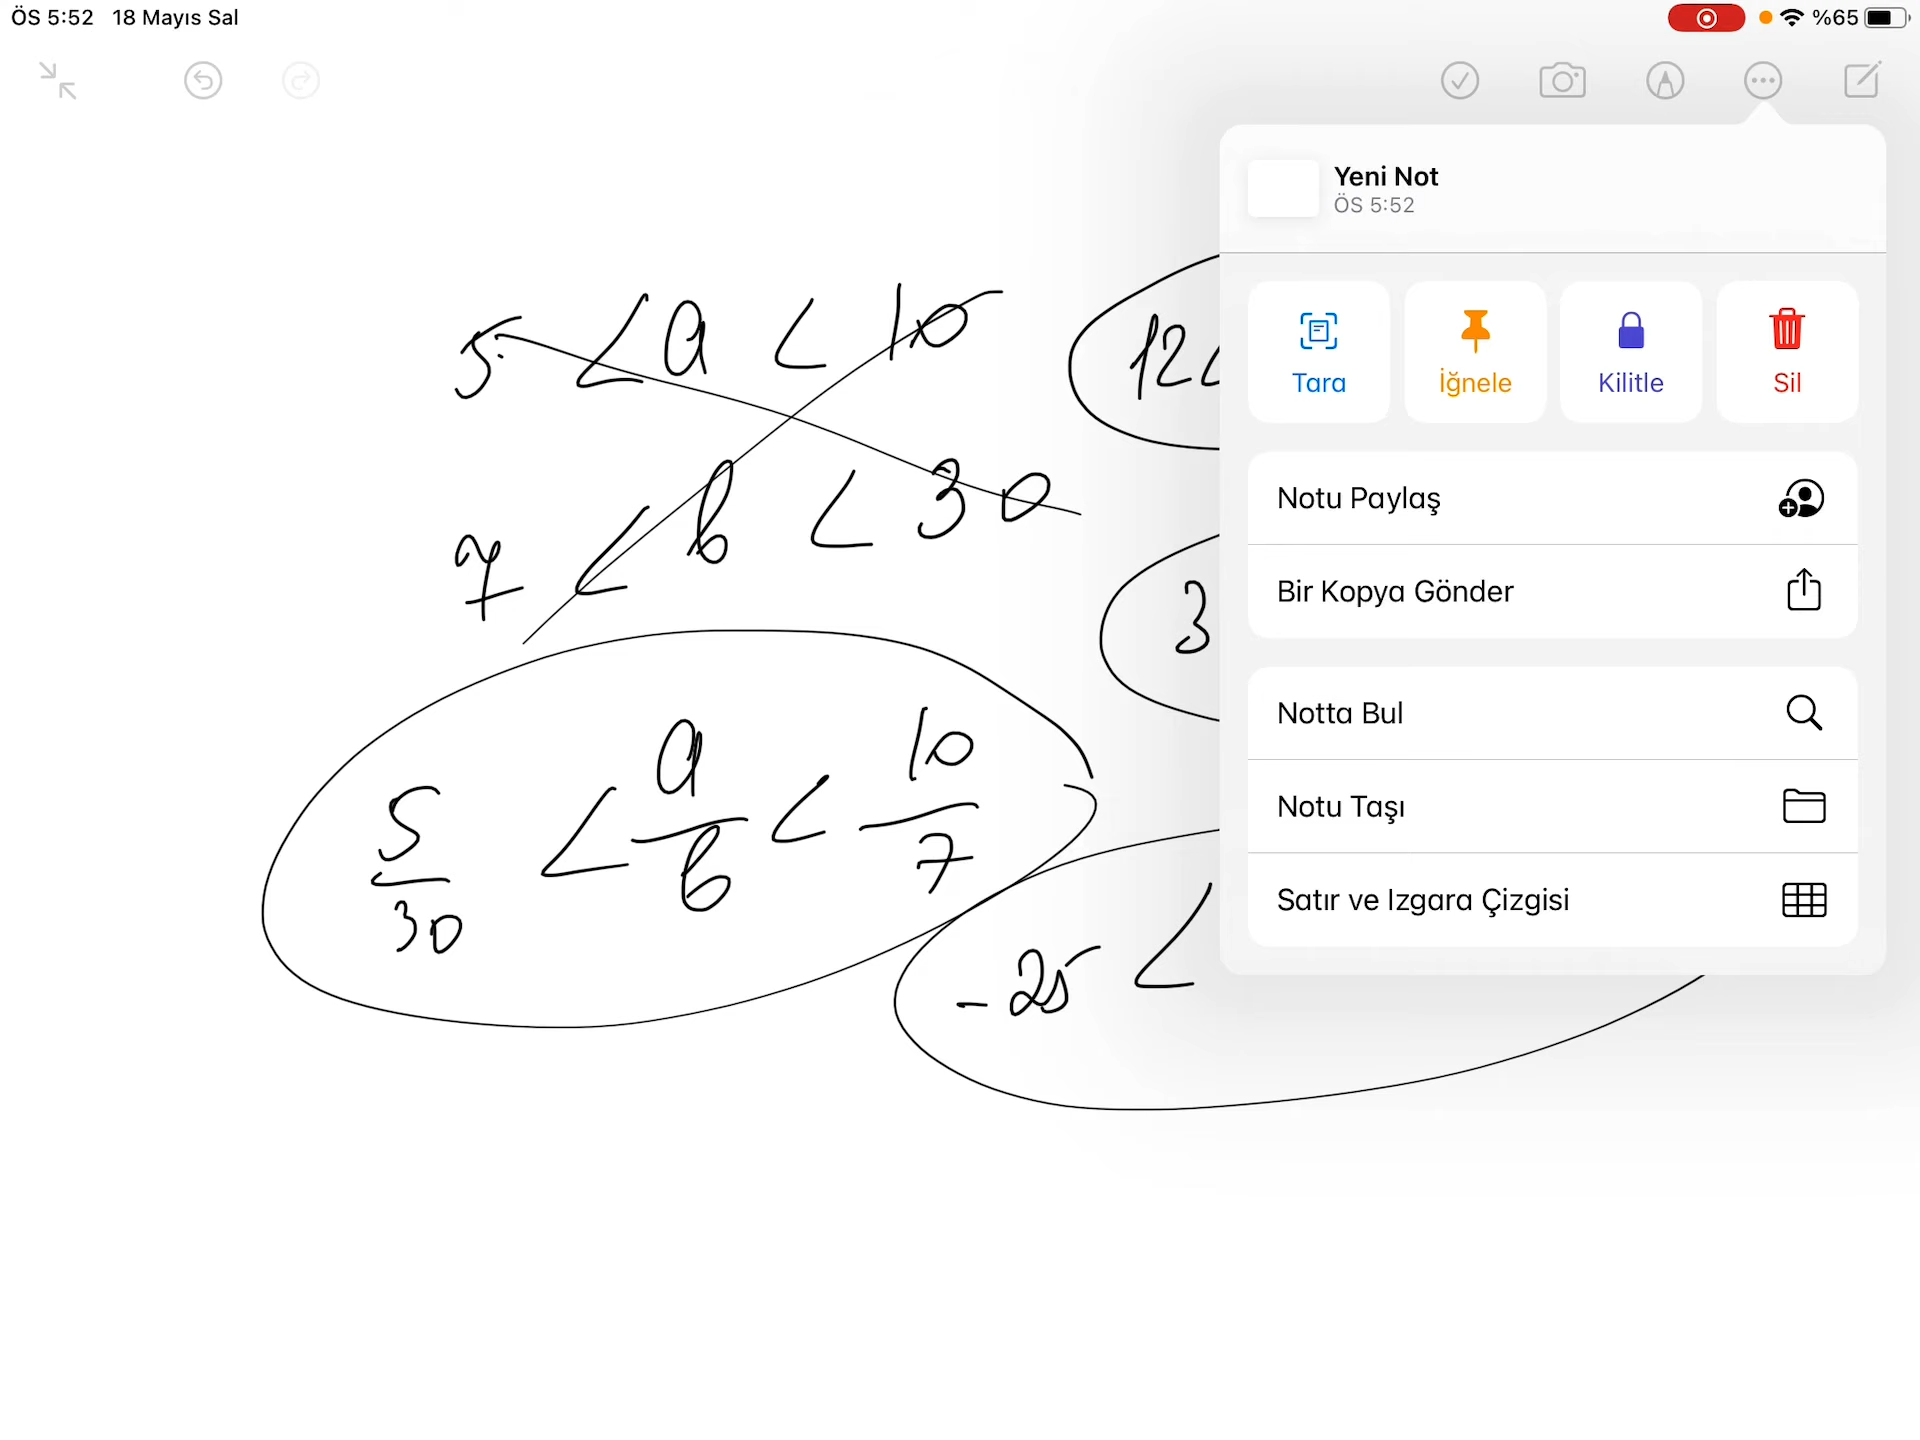 ÖS 5:52 18 Mayıs Sal
%65
Yeni Not
ÖS 5:52
Tara
İğnele
Kilitle
Sil
Notu Paylaş
Bir Kopya Gönder
Notta Bul
Notu Taşı
Satır ve Izgara Çizgisi
5 < a < 10
7 < b < 30
5/30 < a/b < 10/7
12 <
3
-25 <